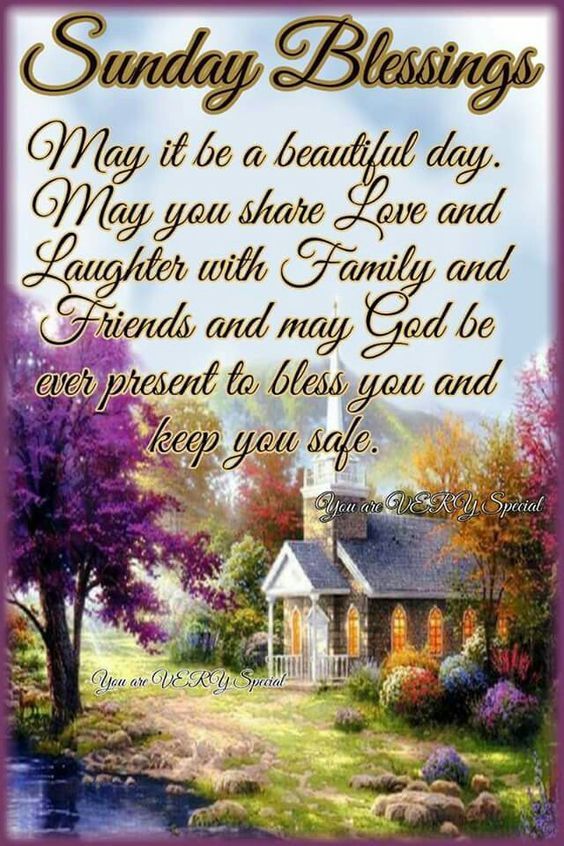 Sunday Blessings
May it be a beautiful day.
May you share Love and
Laughter with Family and
Friends and may God be
ever present to bless you and
keep you safe.
You are VERY Special
You are VERY Special